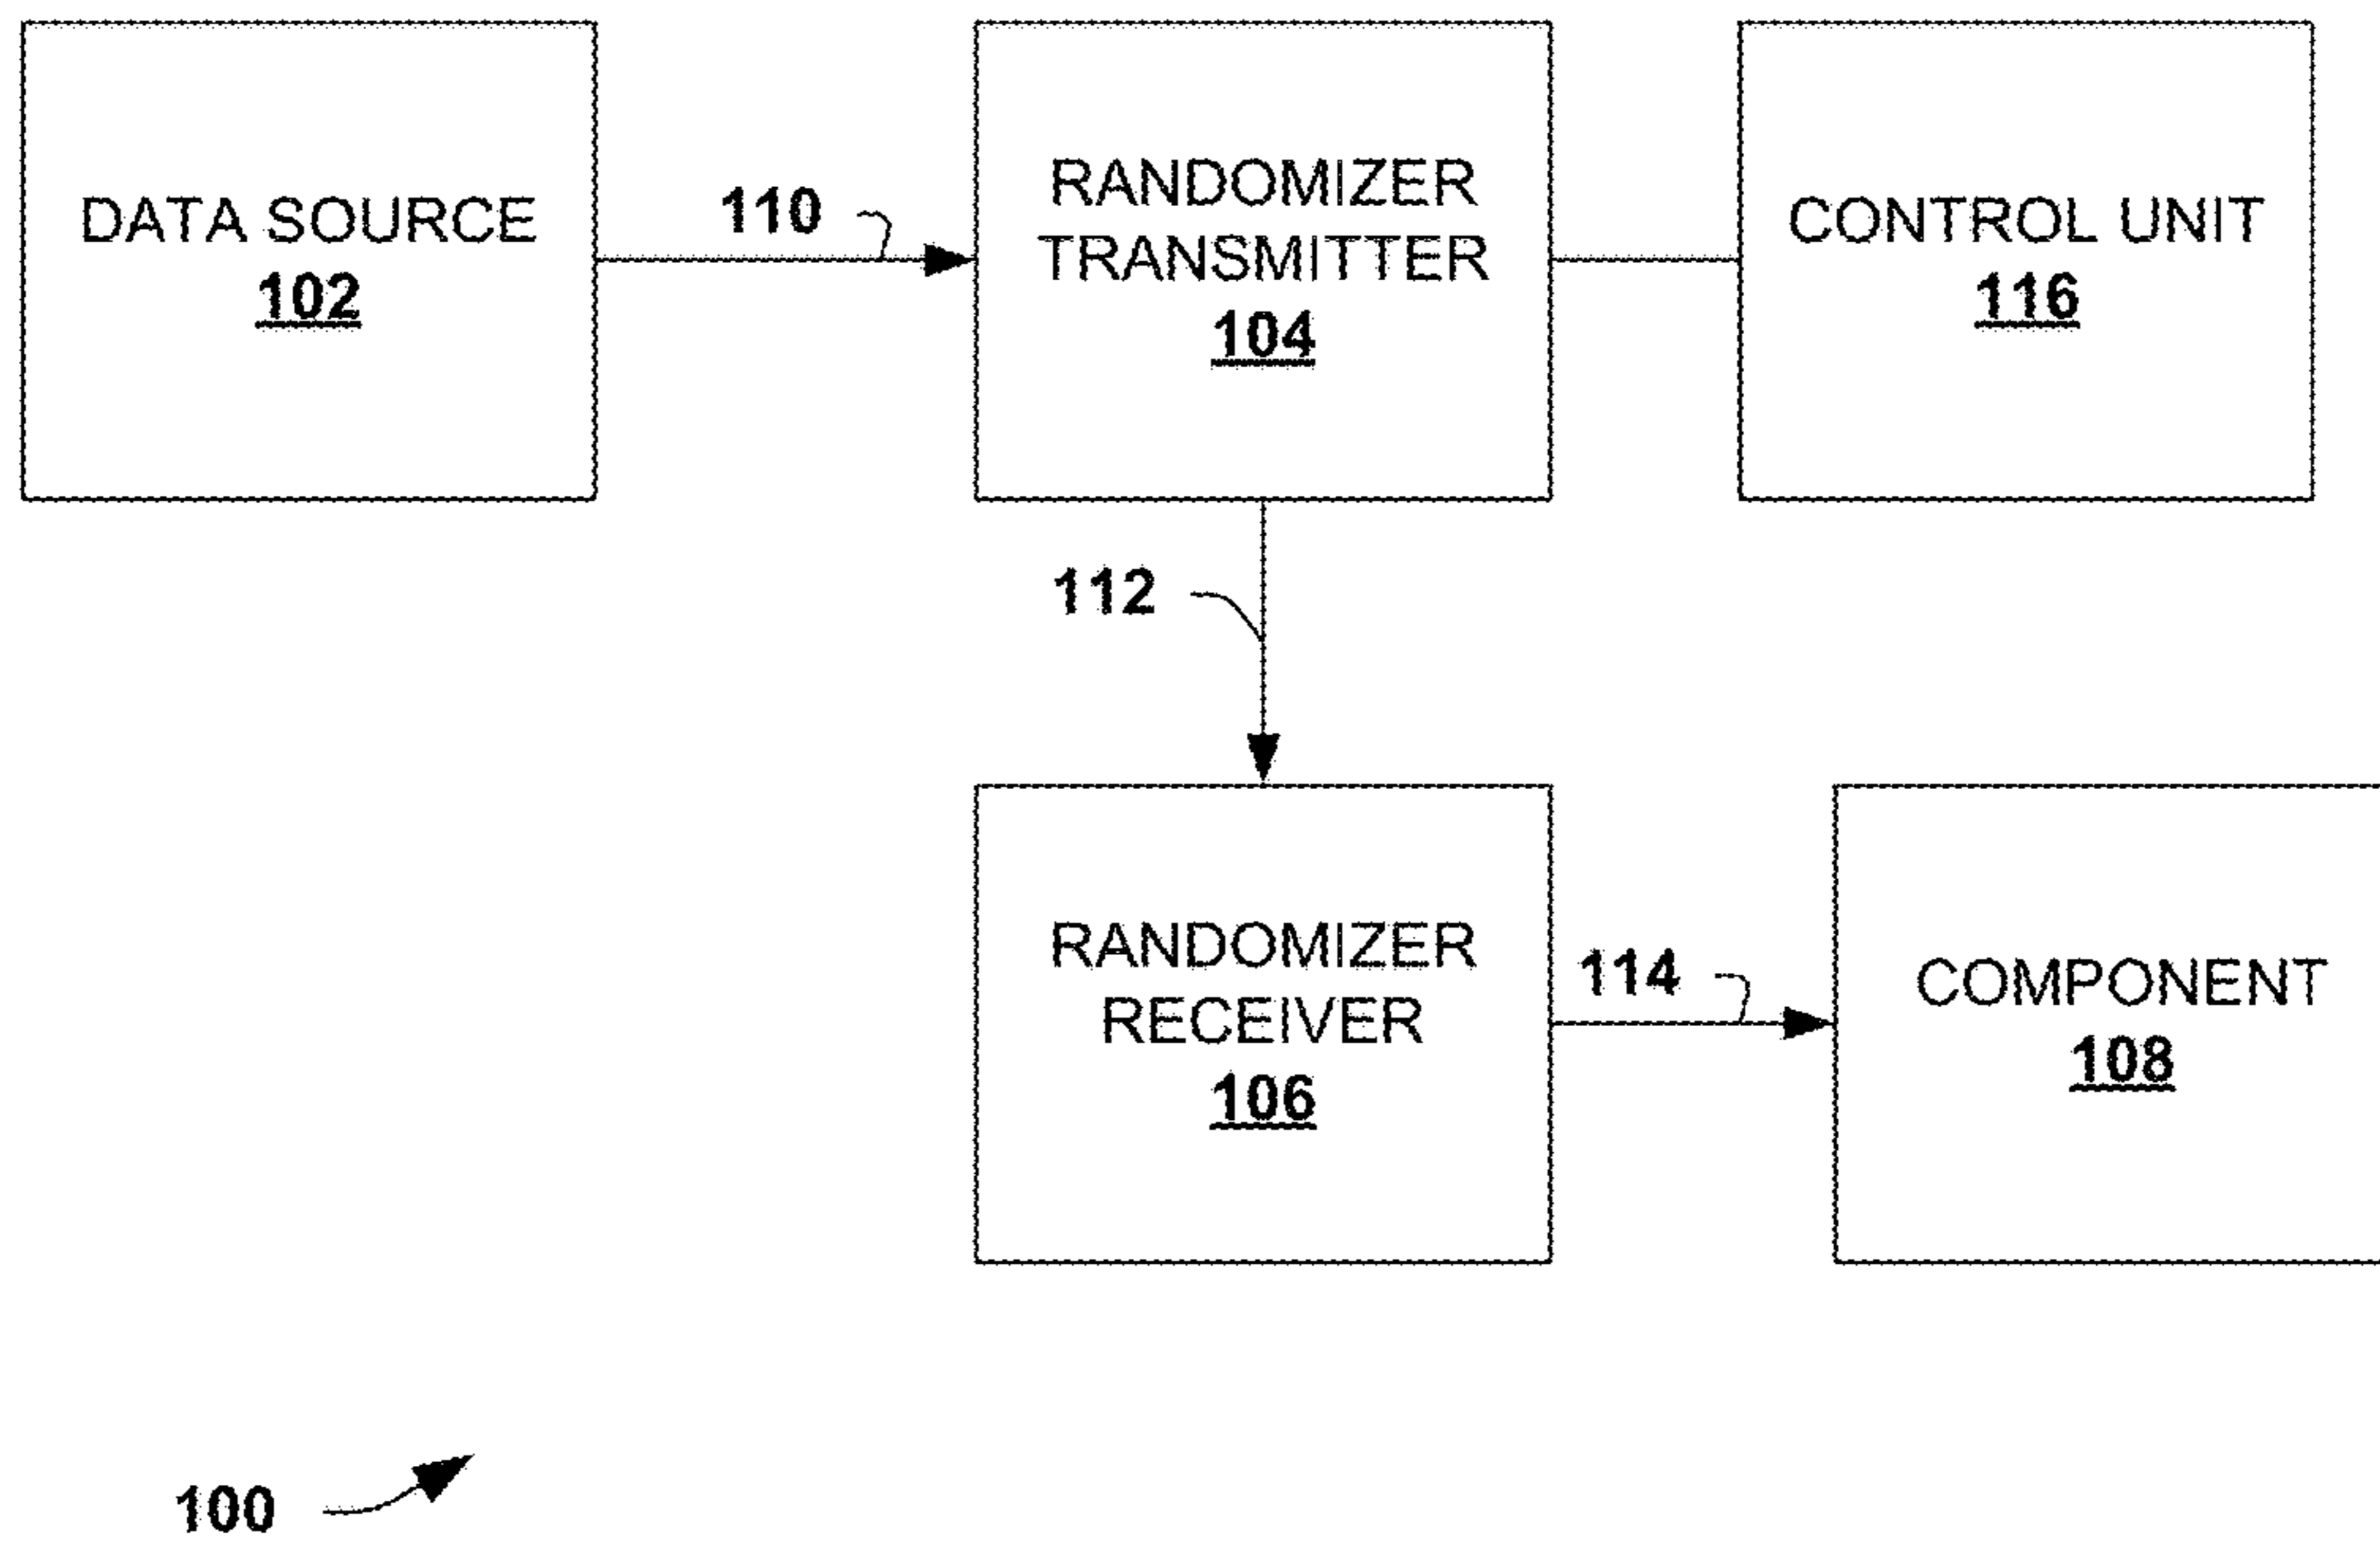 DATA SOURCE
102
110
RANDOMIZER
TRANSMITTER
104
CONTROL UNIT
116
112
RANDOMIZER
RECEIVER
106
114
COMPONENT
108
100